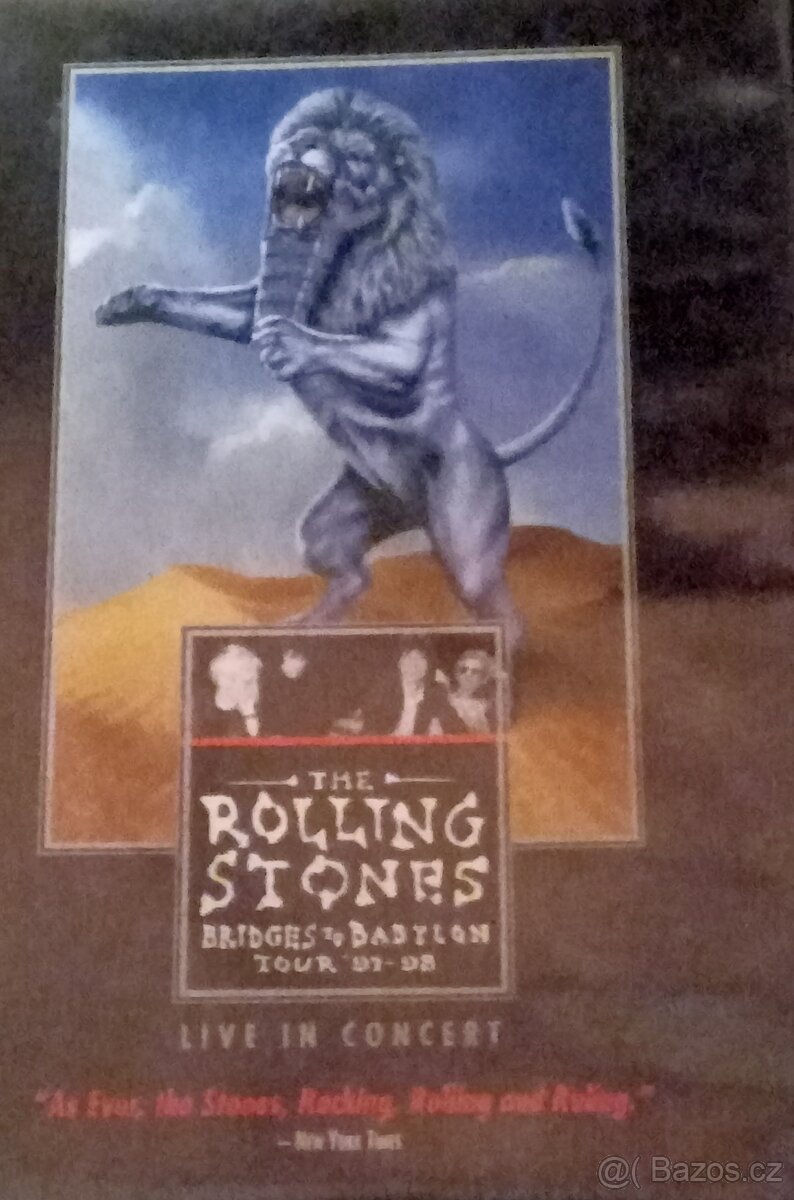 THE
ROLLING
STONES
BRIDGES TO BABYLON
TOUR '97-98
LIVE IN CONCERT
"As Ever, the Stones, Rocking, Rolling and Ruling."
– New York Times
@( Bazos.cz